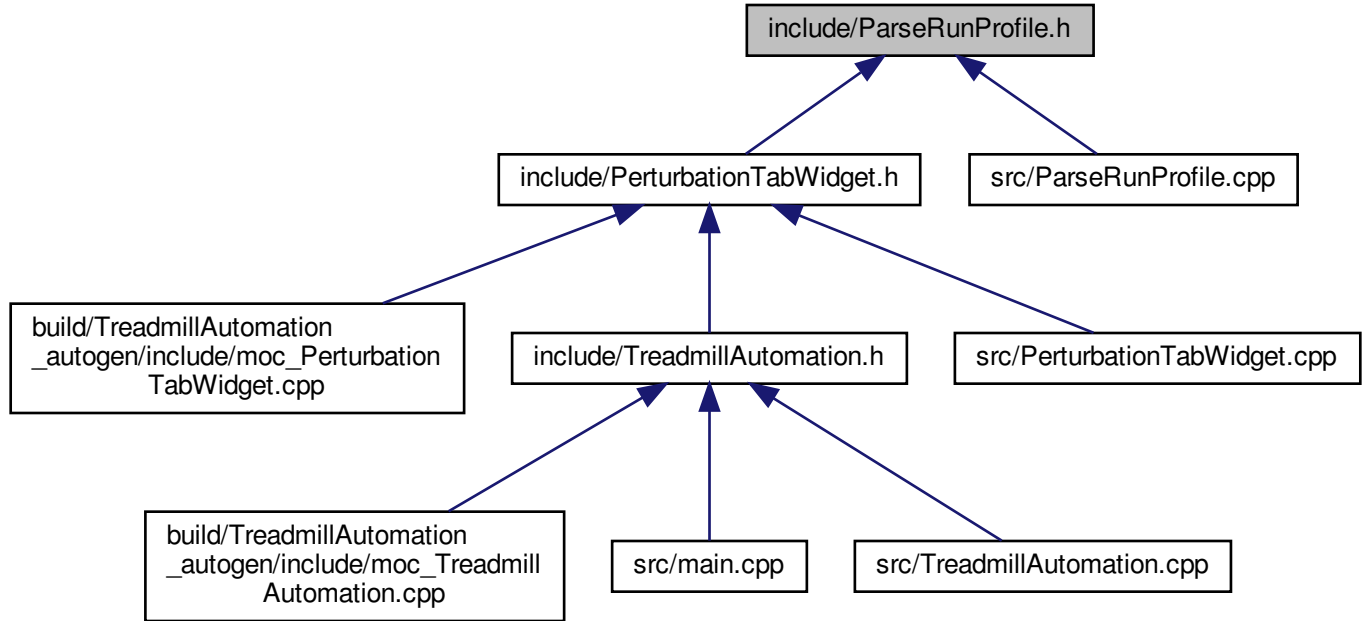 include/ParseRunProfile.h
include/PerturbationTabWidget.h
src/ParseRunProfile.cpp
build/TreadmillAutomation
_autogen/include/moc_Perturbation
TabWidget.cpp
include/TreadmillAutomation.h
src/PerturbationTabWidget.cpp
build/TreadmillAutomation
_autogen/include/moc_Treadmill
Automation.cpp
src/main.cpp
src/TreadmillAutomation.cpp